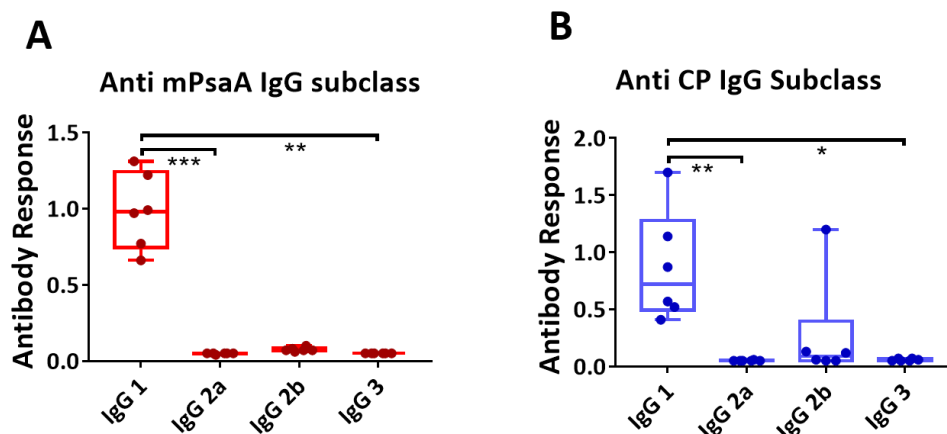 A
Anti mPsaA IgG subclass
Antibody Response
1.5
1.0
0.5
0.0
***
**
IgG 1
IgG 2a
IgG 2b
IgG 3
B
Anti CP IgG Subclass
Antibody Response
2.0
1.5
1.0
0.5
0.0
**
*
IgG 1
IgG 2a
IgG 2b
IgG 3